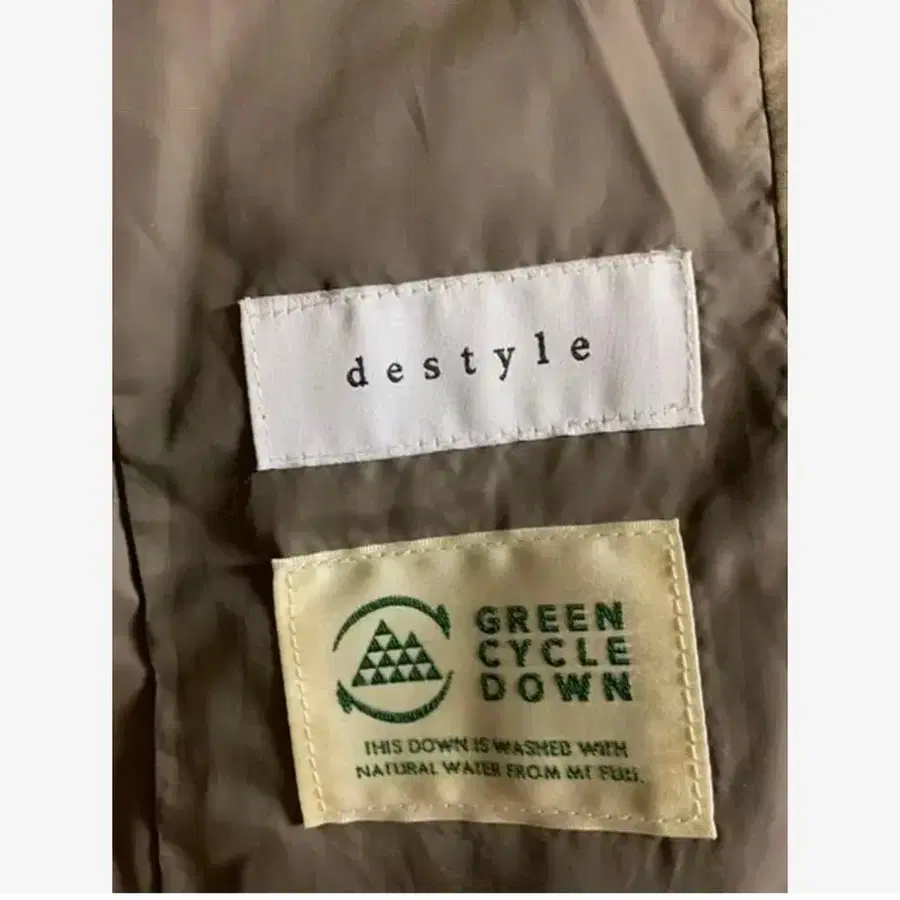 destyle
GREEN
CYCLE
DOWN
THIS DOWN IS WASHED WITH
NATURAL WATER FROM MT FUJI.